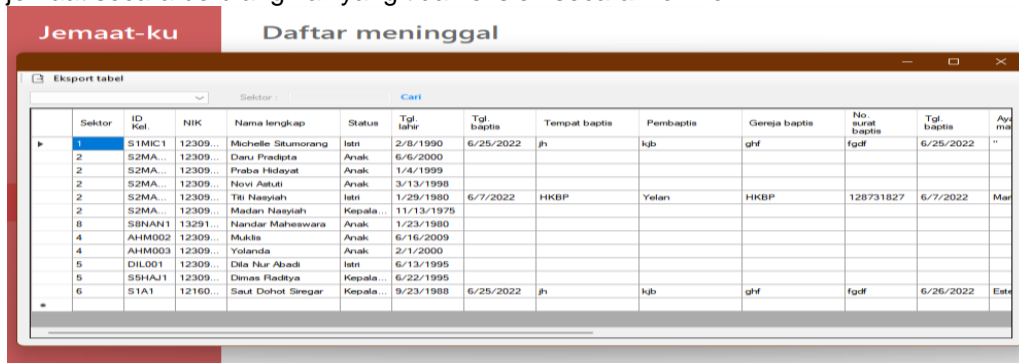 Jemaat-ku Daftar meninggal
Eksport tabel
Sektor : Cari
Sektor ID Kel. NIK Nama lengkap Status Tgl. lahir Tgl. baptis Tempat baptis Pembaptis Gereja baptis No. surat baptis Tgl. baptis
1 S1MIC1 12309... Michelle Situmorang Istri 2/8/1990 6/25/2022 jh kjb ghf fgdf 6/25/2022 "
2 S2MA... 12309... Daru Pradipta Anak 6/6/2000
2 S2MA... 12309... Praba Hidayat Anak 1/4/1999
2 S2MA... 12309... Novi Astuti Anak 3/13/1998
2 S2MA... 12309... Titi Nasyiah Istri 1/29/1980 6/7/2022 HKBP Yelan HKBP 128731827 6/7/2022 Mar
2 S2MA... 12309... Madan Nasyiah Kepala... 11/13/1975
8 S8NAN1 13291... Nandar Maheswara Anak 1/23/1980
4 AHM002 12309... Muklis Anak 6/16/2009
4 AHM003 12309... Yolanda Anak 2/1/2000
5 DIL001 12309... Dila Nur Abadi Istri 6/13/1995
5 S5HAJ1 12309... Dimas Raditya Kepala... 6/22/1995
6 S1A1 12160... Saut Dohot Siregar Kepala... 9/23/1988 6/25/2022 jh kjb ghf fgdf 6/26/2022 Este